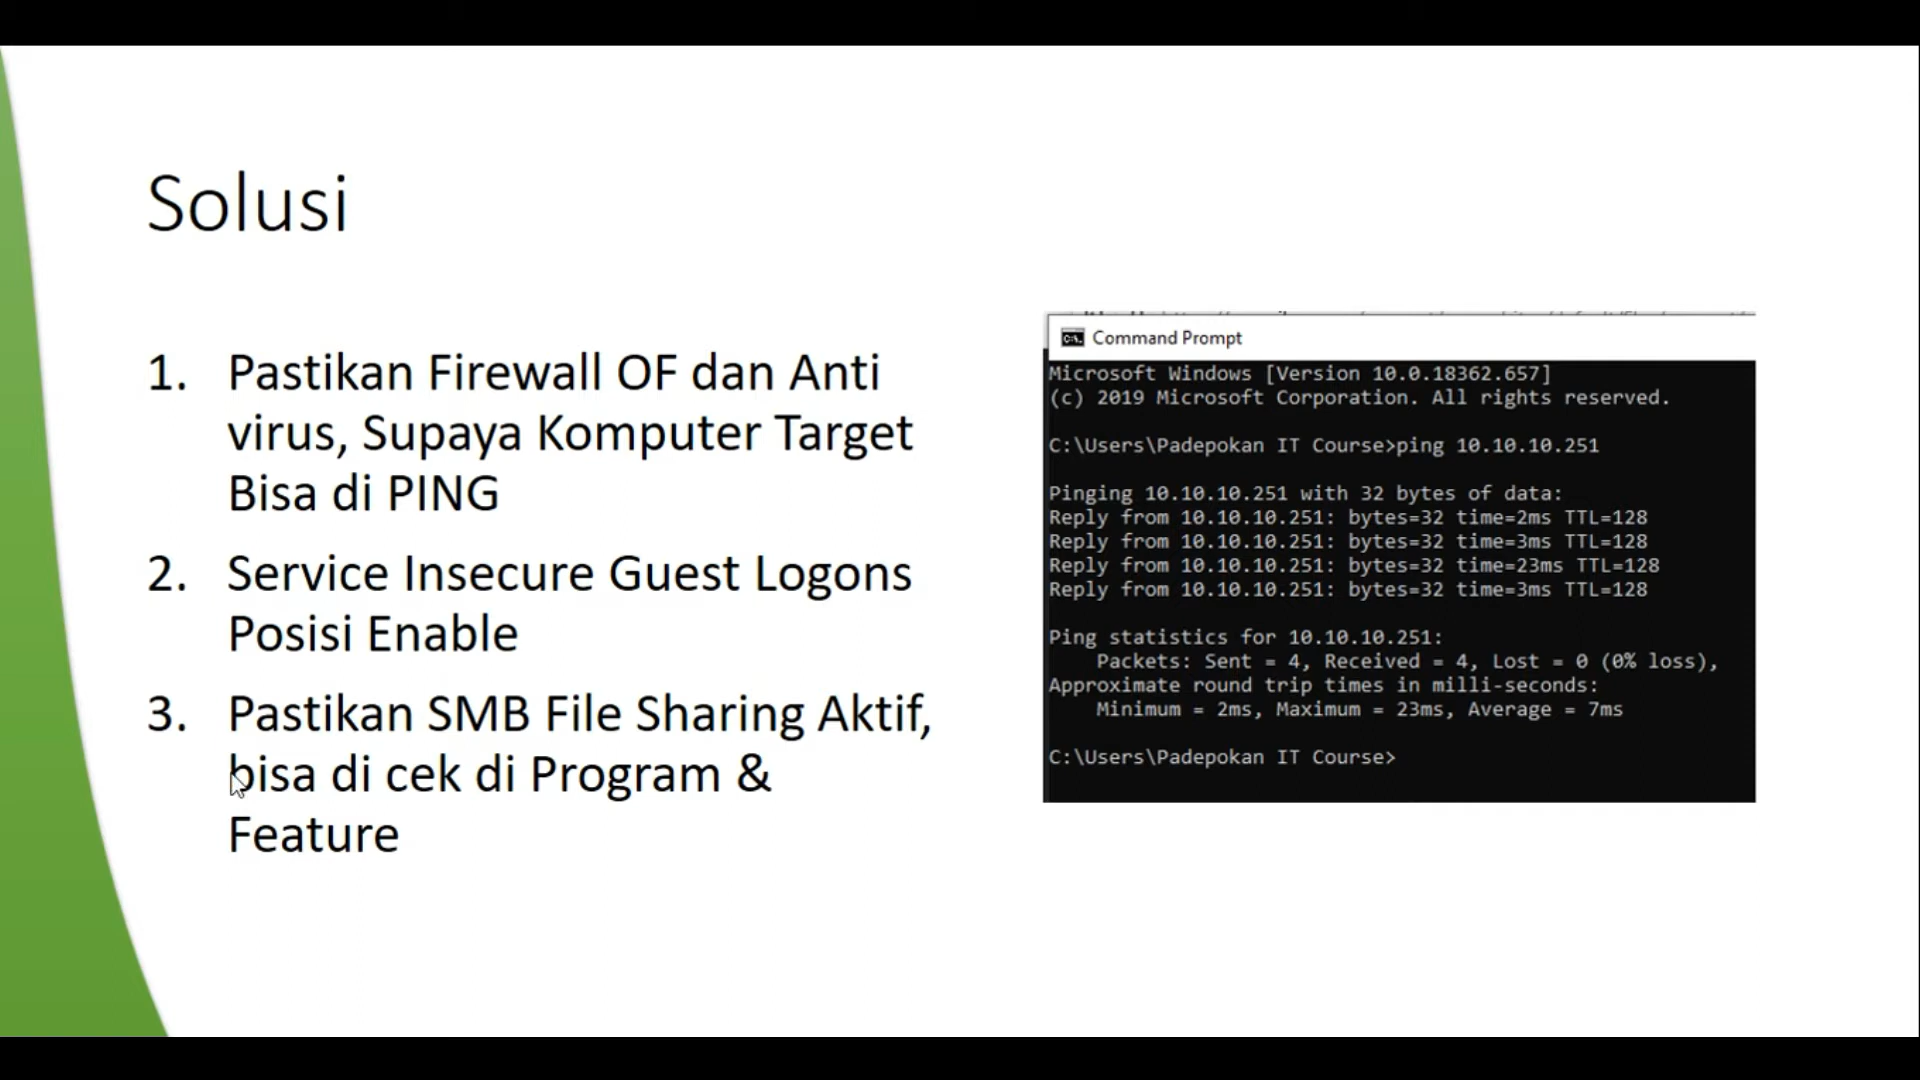 Solusi
1. Pastikan Firewall OF dan Anti
virus, Supaya Komputer Target
Bisa di PING
2. Service Insecure Guest Logons
Posisi Enable
3. Pastikan SMB File Sharing Aktif,
bisa di cek di Program &
Feature
Command Prompt
Microsoft Windows [Version 10.0.18362.657]
(c) 2019 Microsoft Corporation. All rights reserved.
C:\Users\Padepokan IT Course>ping 10.10.10.251
Pinging 10.10.10.251 with 32 bytes of data:
Reply from 10.10.10.251: bytes=32 time=2ms TTL=128
Reply from 10.10.10.251: bytes=32 time=3ms TTL=128
Reply from 10.10.10.251: bytes=32 time=23ms TTL=128
Reply from 10.10.10.251: bytes=32 time=3ms TTL=128
Ping statistics for 10.10.10.251:
Packets: Sent = 4, Received = 4, Lost = 0 (0% loss),
Approximate round trip times in milli-seconds:
Minimum = 2ms, Maximum = 23ms, Average = 7ms
C:\Users\Padepokan IT Course>